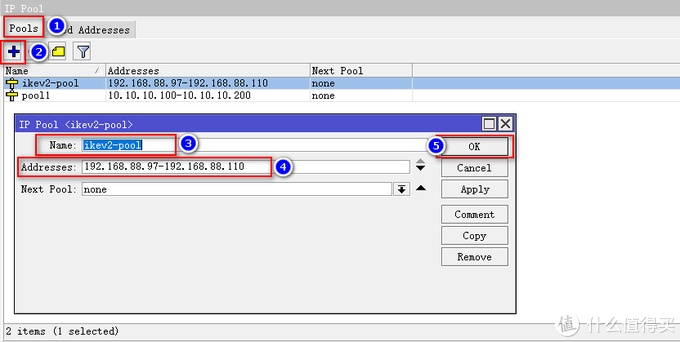 IP Pool
Pools 1 d Addresses
2
Name Addresses Next Pool
ikev2-pool 192.168.88.97-192.168.88.110 none
pool1 10.10.10.100-10.10.10.200 none
IP Pool <ikev2-pool>
Name: ikev2-pool 3 5 OK
Addresses: 192.168.88.97-192.168.88.110 4 Cancel
Next Pool: none Apply
Comment
Copy
Remove
2 items (1 selected)
值 什么值得买